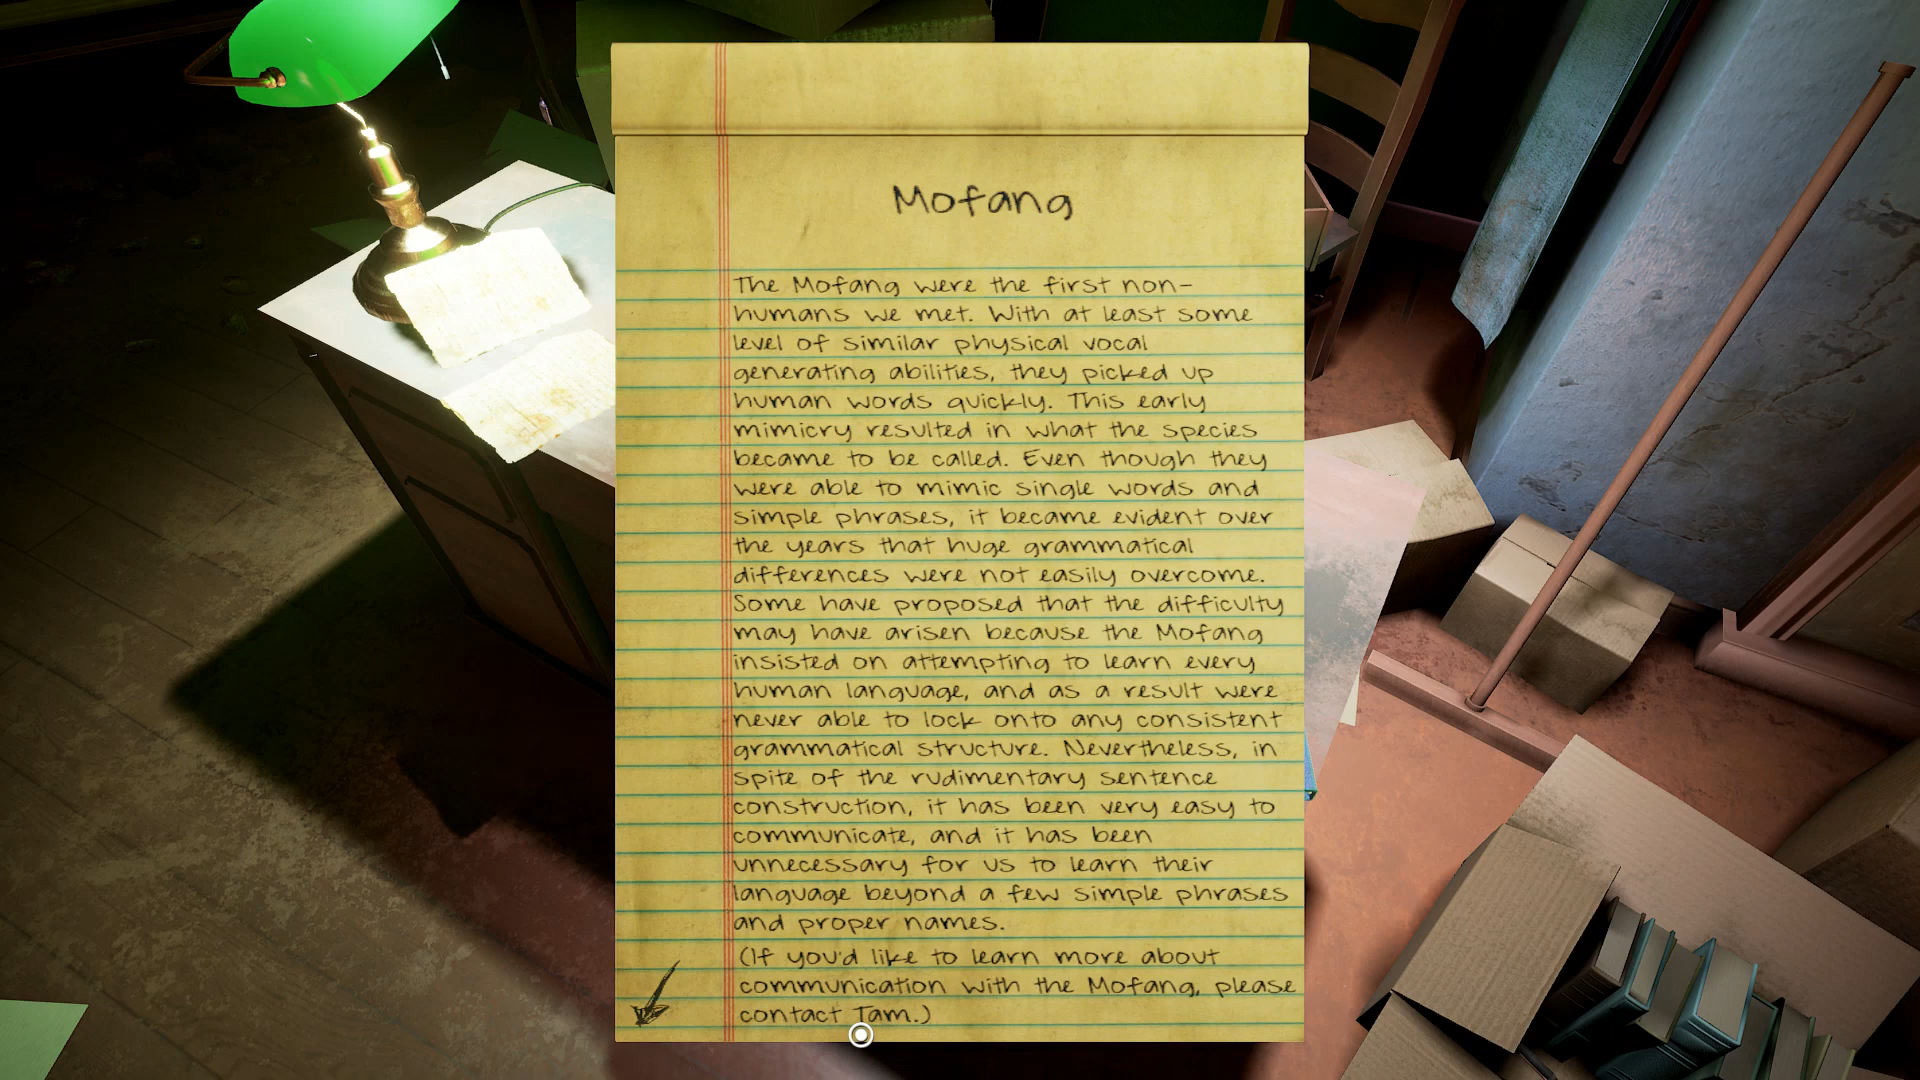 Mofang
The Mofang were the first non-
humans we met. With at least some
level of similar physical vocal
generating abilities, they picked up
human words quickly. This early
mimicry resulted in what the species
became to be called. Even though they
were able to mimic single words and
simple phrases, it became evident over
the years that huge grammatical
differences were not easily overcome.
Some have proposed that the difficulty
may have arisen because the Mofang
insisted on attempting to learn every
human language, and as a result were
never able to lock onto any consistent
grammatical structure. Nevertheless, in
spite of the rudimentary sentence
construction, it has been very easy to
communicate, and it has been
unnecessary for us to learn their
language beyond a few simple phrases
and proper names.
(If you'd like to learn more about
communication with the Mofang, please
contact Tam.)